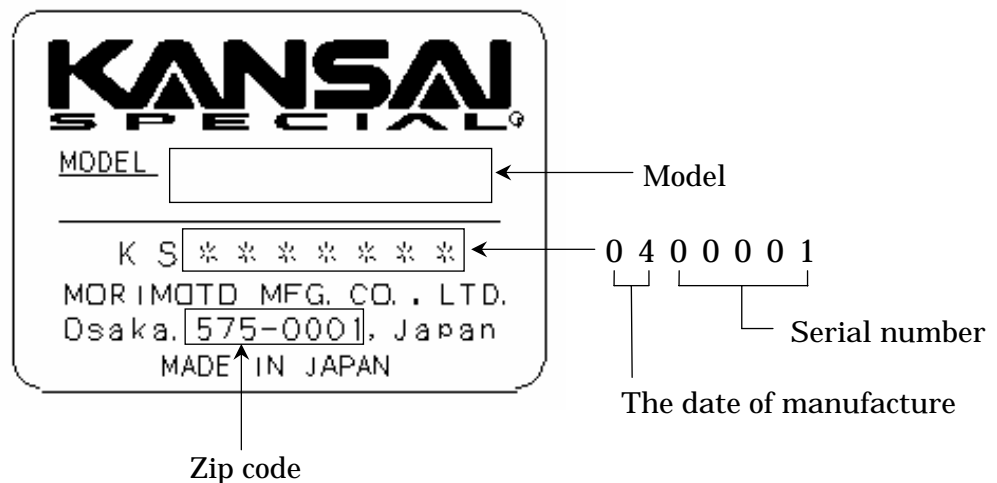 KANSAI
SPECIAL
MODEL
Model
K S * * * * * * *
0 4 0 0 0 0 1
MORIMOTO MFG. CO., LTD.
Serial number
Osaka, 575-0001, Japan
MADE IN JAPAN
The date of manufacture
Zip code